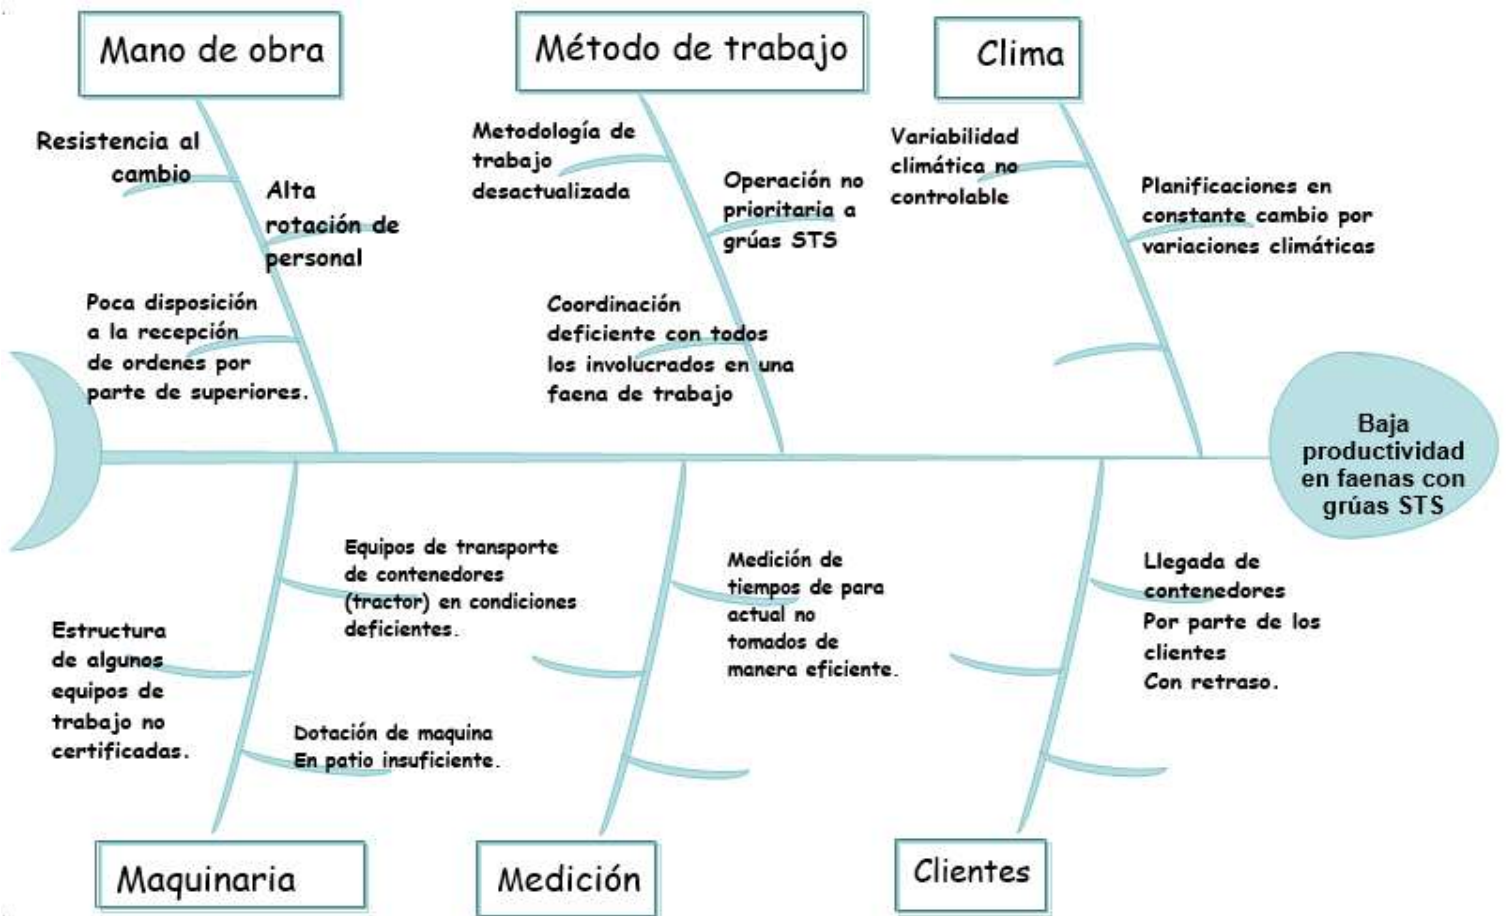 Mano de obra
Método de trabajo
Clima
Resistencia al
cambio
Alta
rotación de
personal
Poca disposición
a la recepción
de ordenes por
parte de superiores.
Metodología de
trabajo
desactualizada
Operación no
prioritaria a
grúas STS
Coordinación
deficiente con todos
los involucrados en una
faena de trabajo
Variabilidad
climática no
controlable
Planificaciones en
constante cambio por
variaciones climáticas
Baja
productividad
en faenas con
grúas STS
Equipos de transporte
de contenedores
(tractor) en condiciones
deficientes.
Estructura
de algunos
equipos de
trabajo no
certificadas.
Dotación de maquina
En patio insuficiente.
Medición de
tiempos de para
actual no
tomados de
manera eficiente.
Llegada de
contenedores
Por parte de los
clientes
Con retraso.
Maquinaria
Medición
Clientes